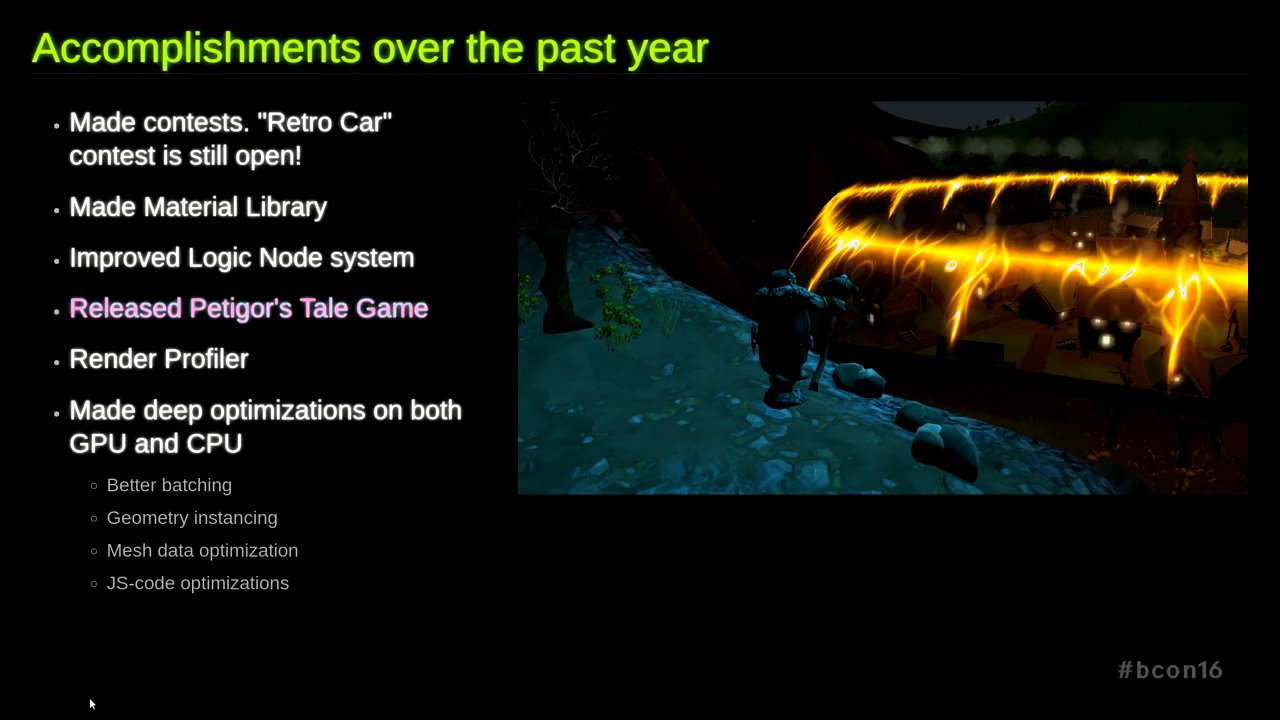 Accomplishments over the past year
Made contests. "Retro Car"
contest is still open!
Made Material Library
Improved Logic Node system
Released Petigor's Tale Game
Render Profiler
Made deep optimizations on both
GPU and CPU
Better batching
Geometry instancing
Mesh data optimization
JS-code optimizations
#bcon16